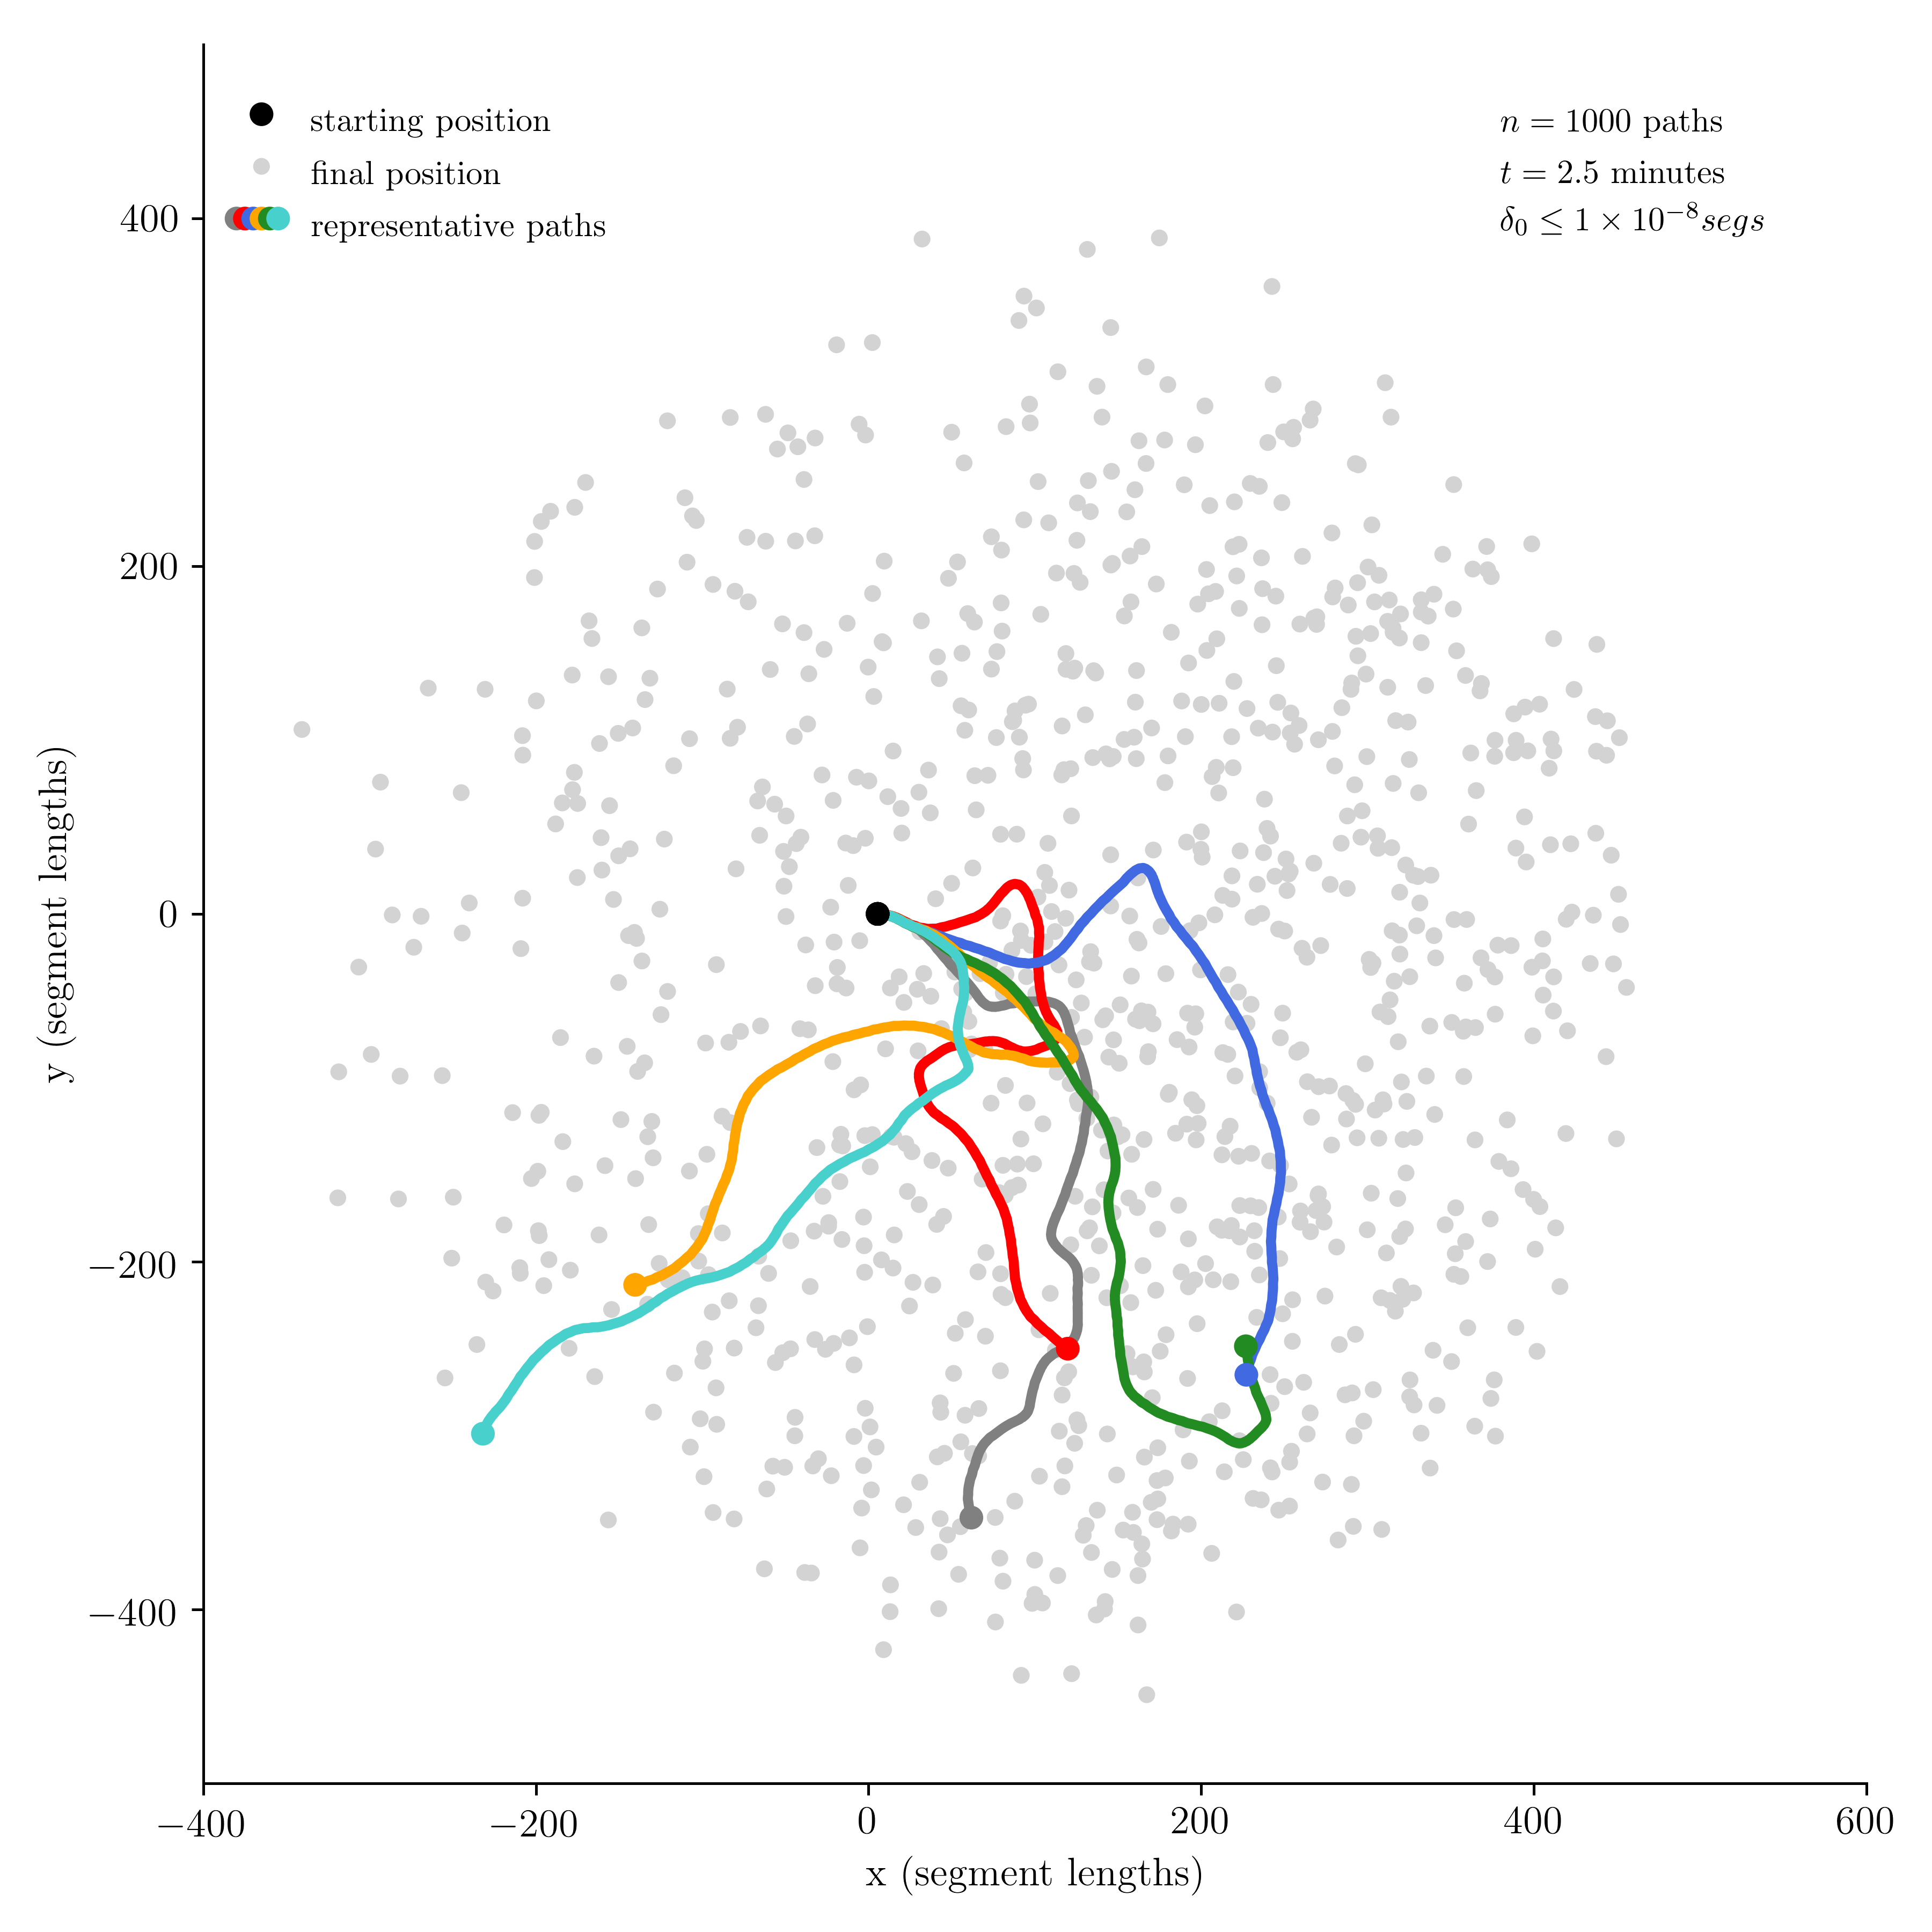 starting position
final position
representative paths
n = 1000 paths
t = 2.5 minutes
δ₀ ≤ 1 × 10⁻⁸segs
400
200
0
−200
−400
y (segment lengths)
−400 −200 0 200 400 600
x (segment lengths)